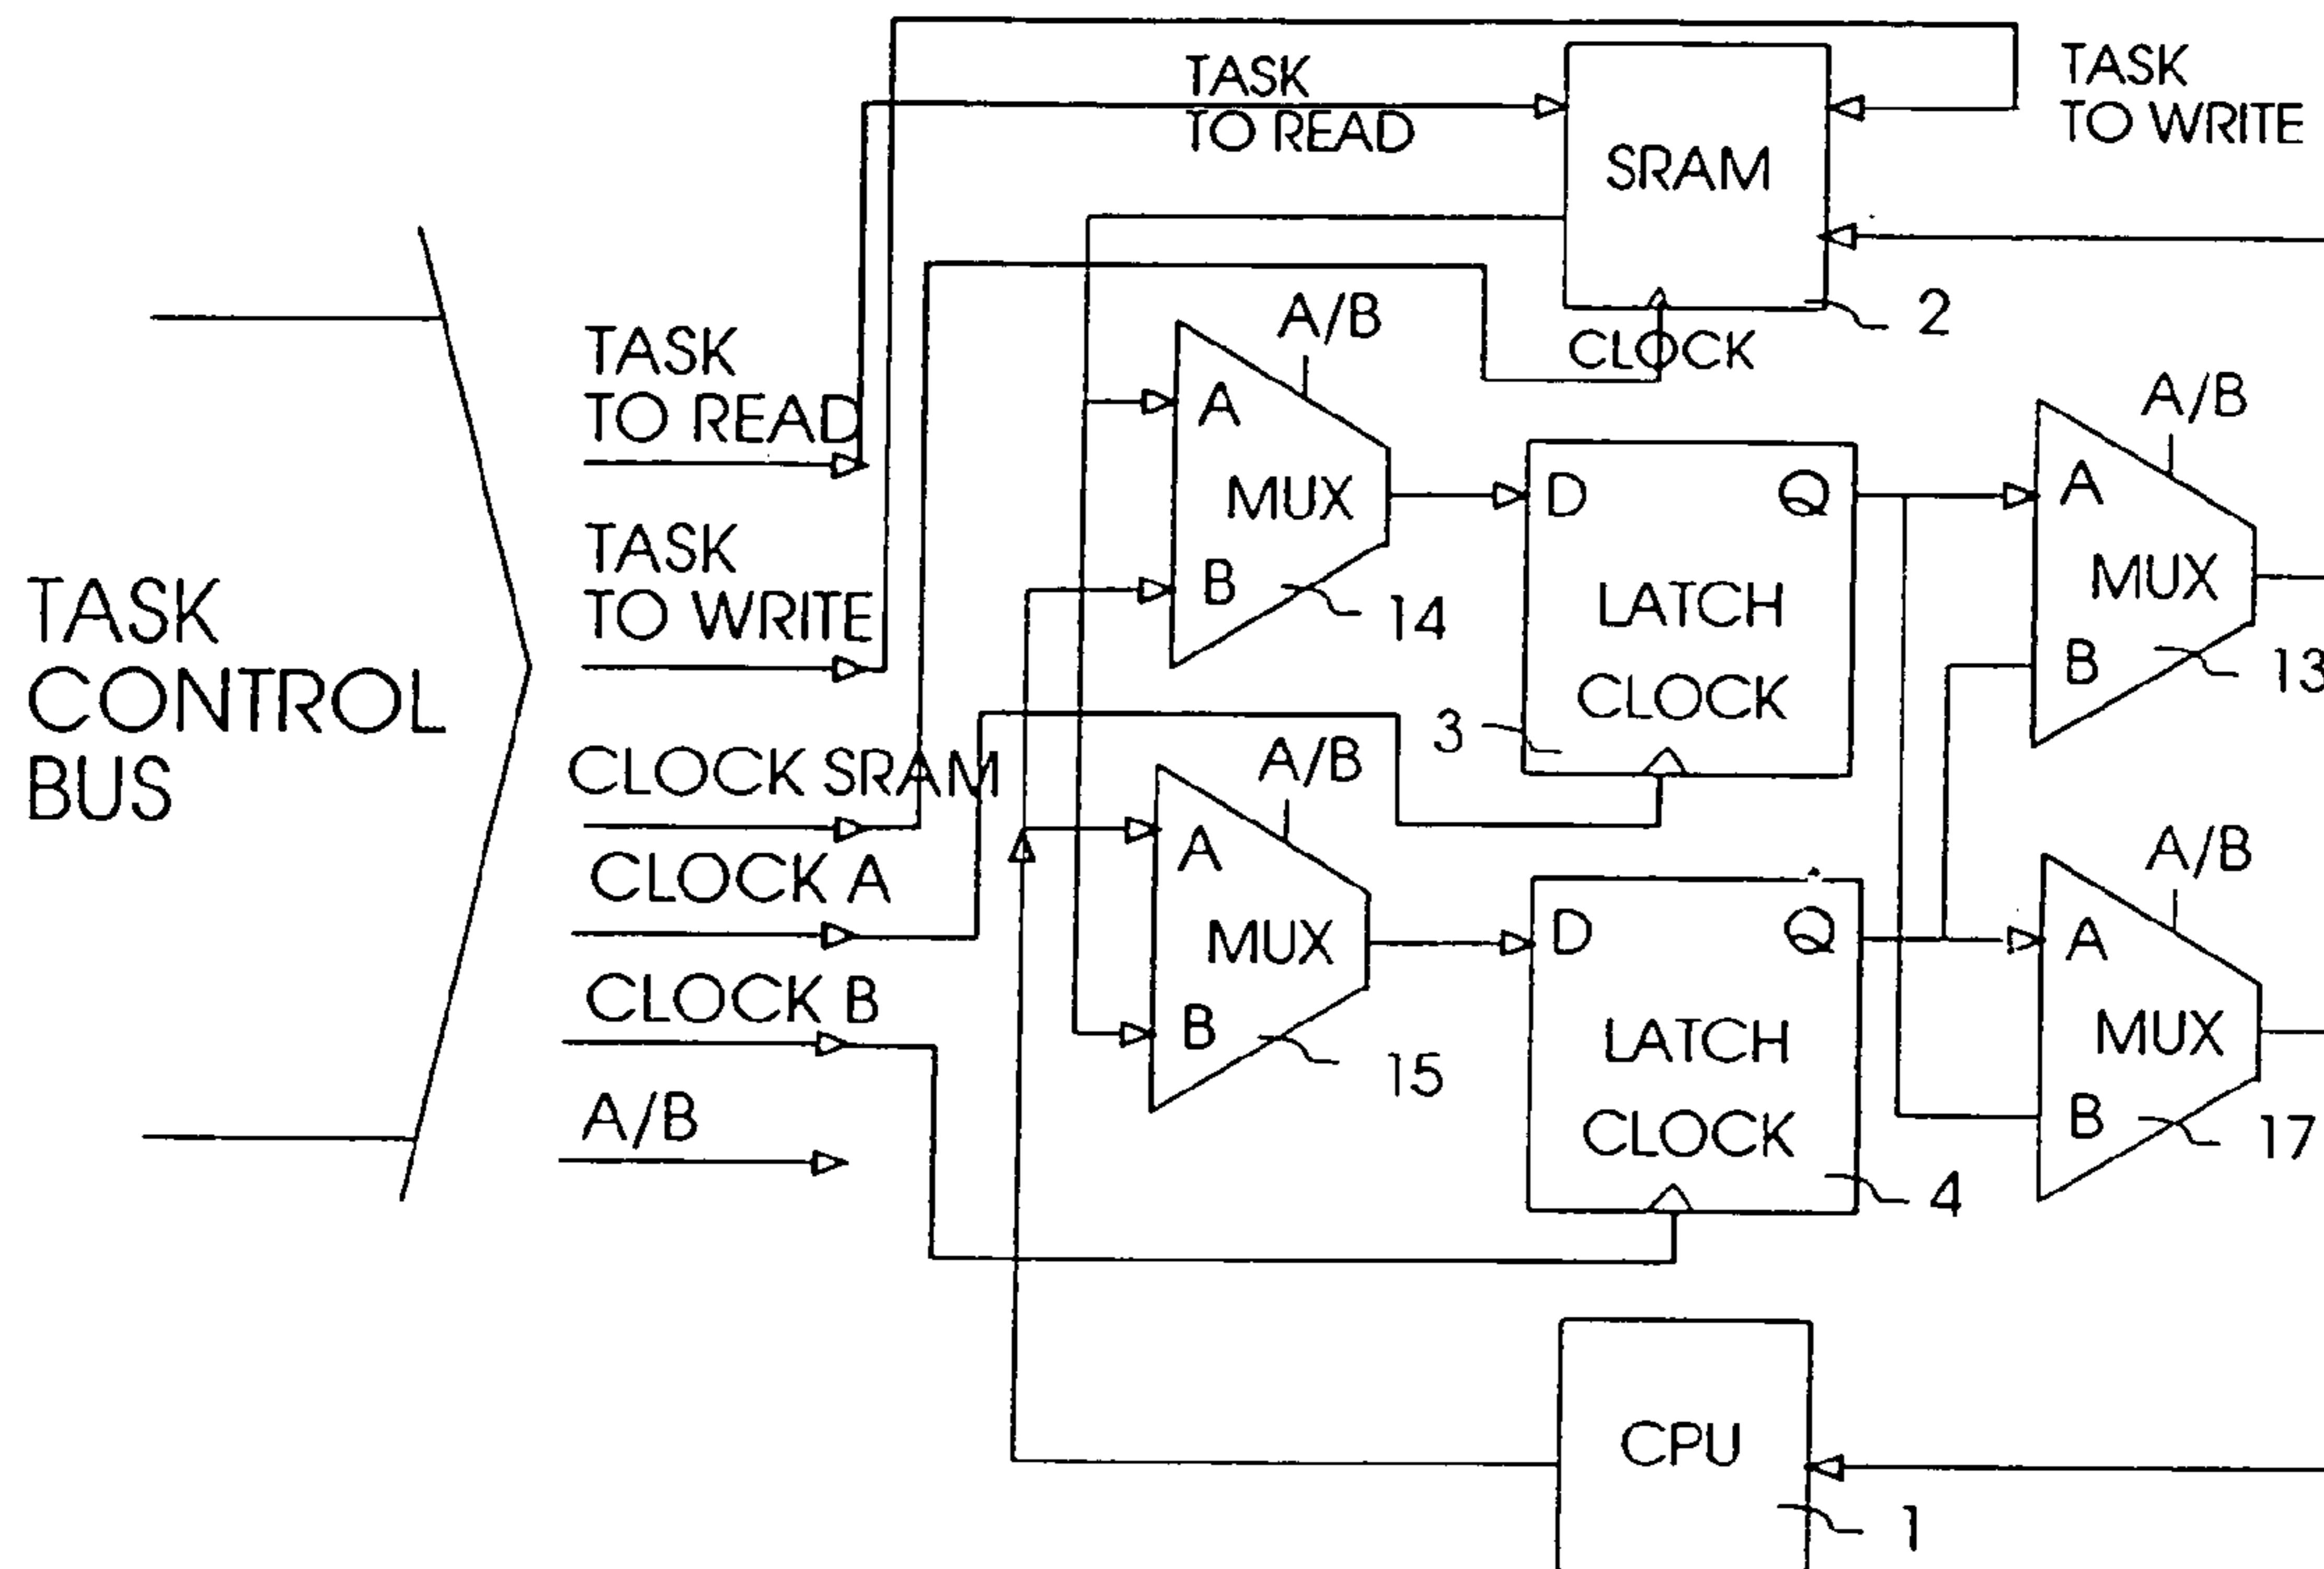 TASK
CONTROL
BUS
TASK
TO READ
TASK
TO WRITE
CLOCK SRAM
CLOCK A
CLOCK B
A/B
TASK
TO READ
SRAM
CLOCK
2
TASK
TO WRITE
A/B
A
MUX
B
14
D
Q
LATCH
CLOCK
3
A/B
A
MUX
B
13
A/B
A
MUX
B
15
D
Q
LATCH
CLOCK
4
A/B
A
MUX
B
17
CPU
1